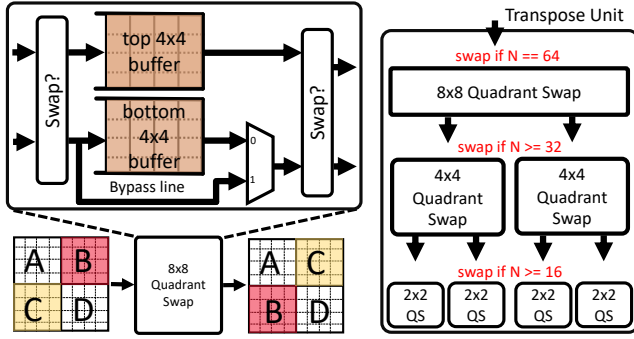 Swap?
top 4x4
buffer
bottom
4x4
buffer
Bypass line
0
1
Swap?
A
B
C
D
8x8
Quadrant
Swap
A
C
B
D
Transpose Unit
swap if N == 64
8x8 Quadrant Swap
swap if N >= 32
4x4
Quadrant
Swap
4x4
Quadrant
Swap
swap if N >= 16
2x2
QS
2x2
QS
2x2
QS
2x2
QS